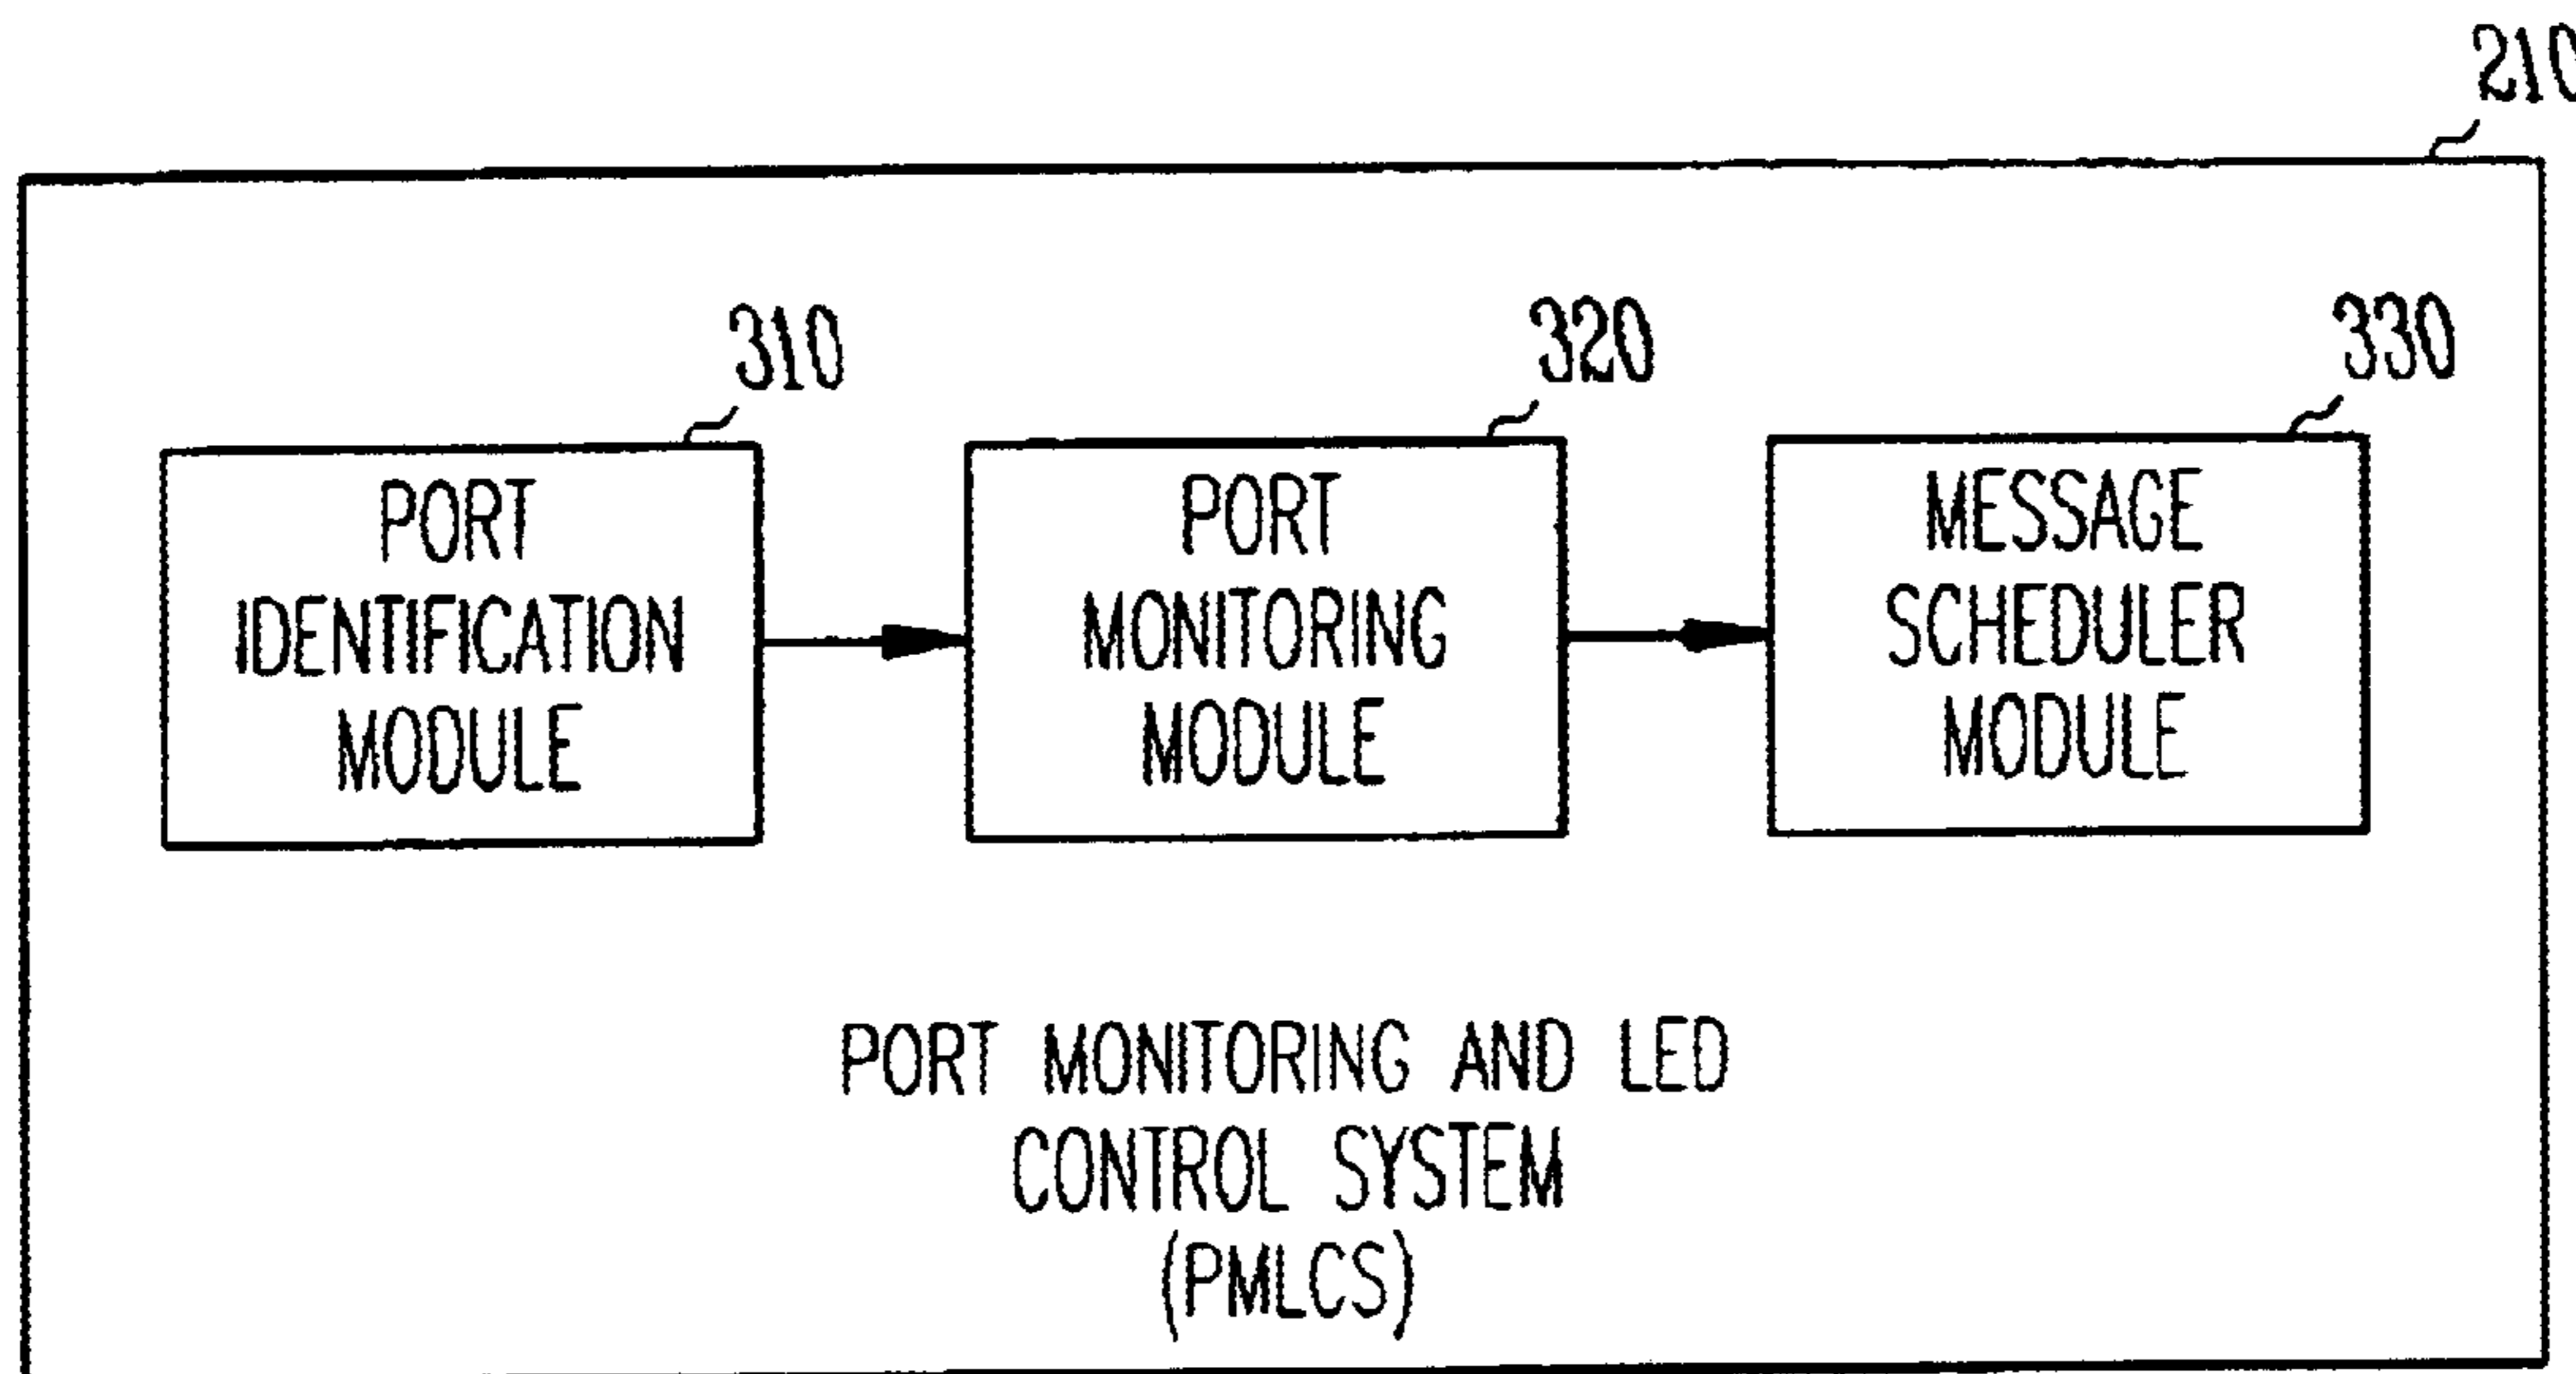 210
310
320
330
PORT
IDENTIFICATION
MODULE
PORT
MONITORING
MODULE
MESSAGE
SCHEDULER
MODULE
PORT MONITORING AND LED
CONTROL SYSTEM
(PMLCS)